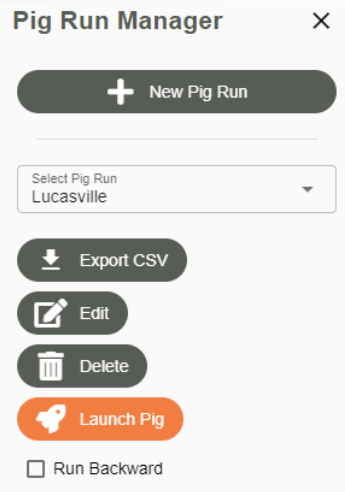 Pig Run Manager
New Pig Run
Select Pig Run
Lucasville
Export CSV
Edit
Delete
Launch Pig
Run Backward